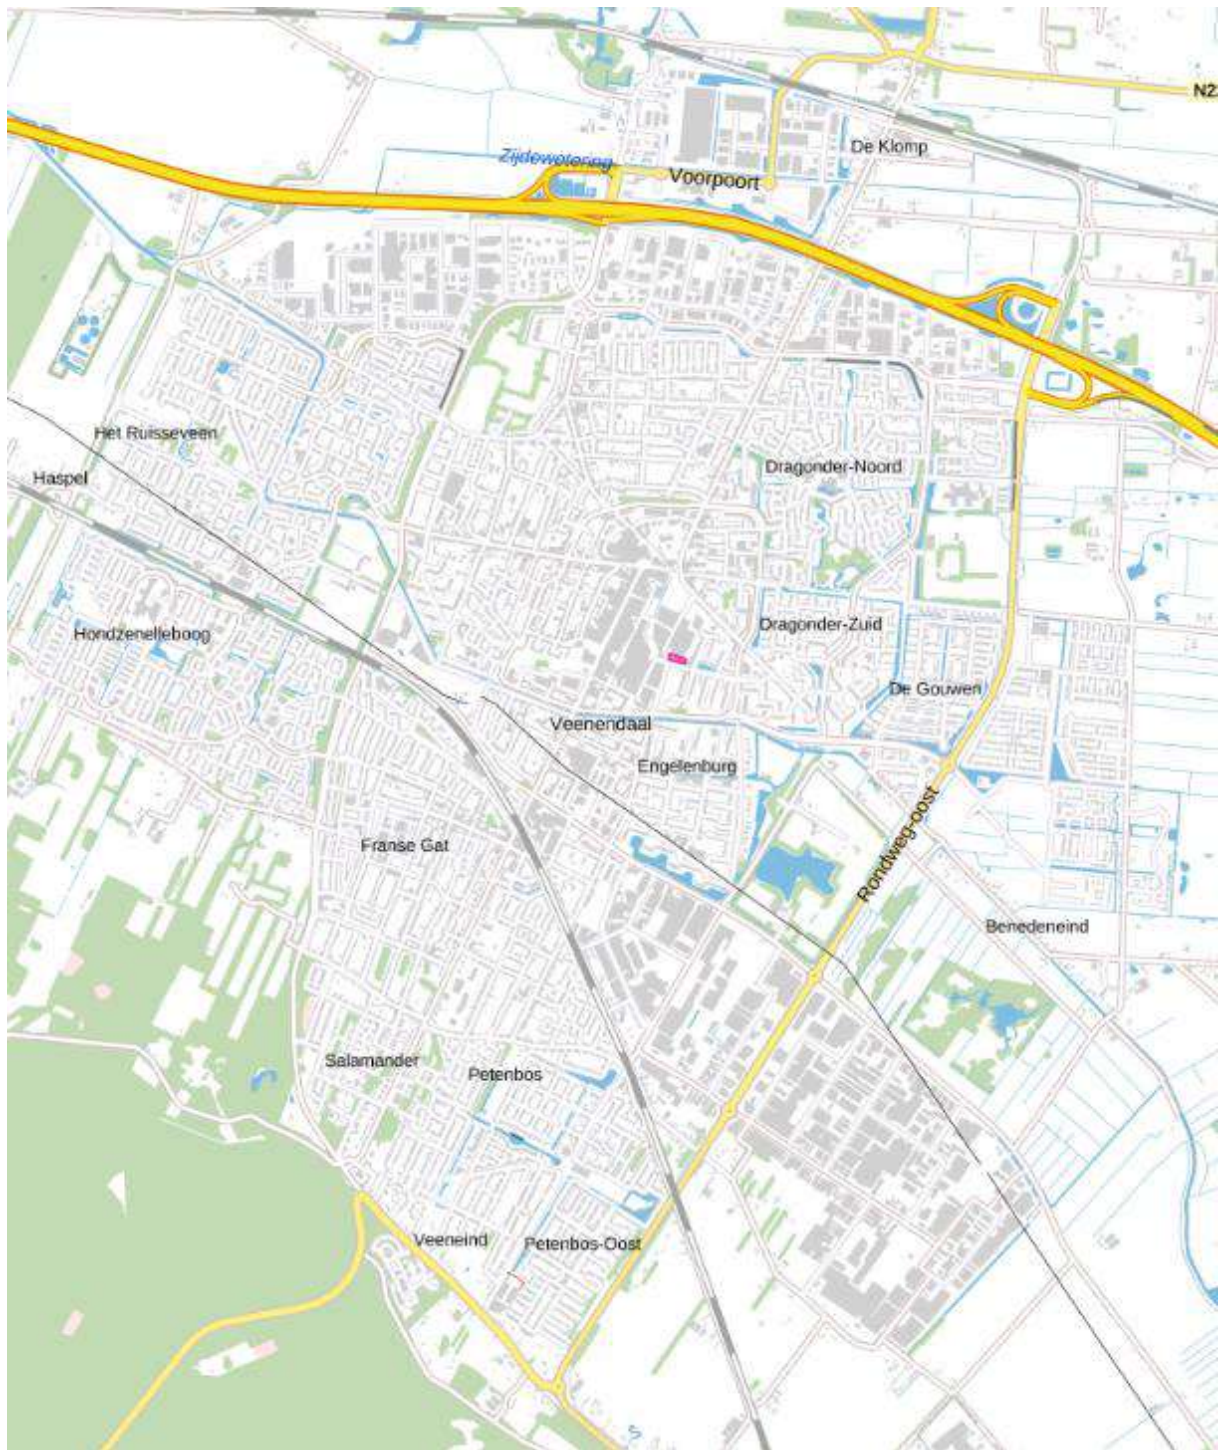 N22
De Klomp
Zijdewetering
Voorpoort
Het Ruisseveen
Haspel
Dragonder-Noord
Hondzenelleboog
Dragonder-Zuid
De Gouwen
Veenendaal
Engelenburg
Rondweg-oost
Franse Gat
Benedeneind
Salamander
Petenbos
Veeneind
Petenbos-Oost